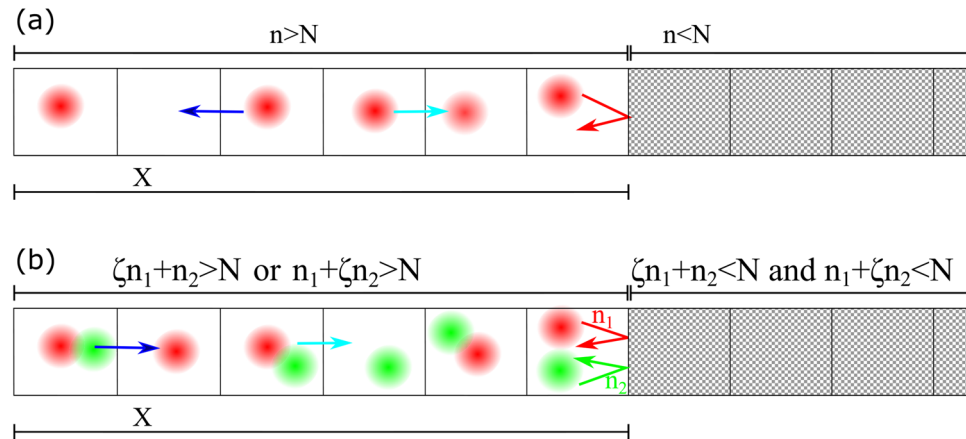 (a)
n>N n<N
X
(b)
ζn₁+n₂>N or n₁+ζn₂>N ζn₁+n₂<N and n₁+ζn₂<N
n₁
n₂
X